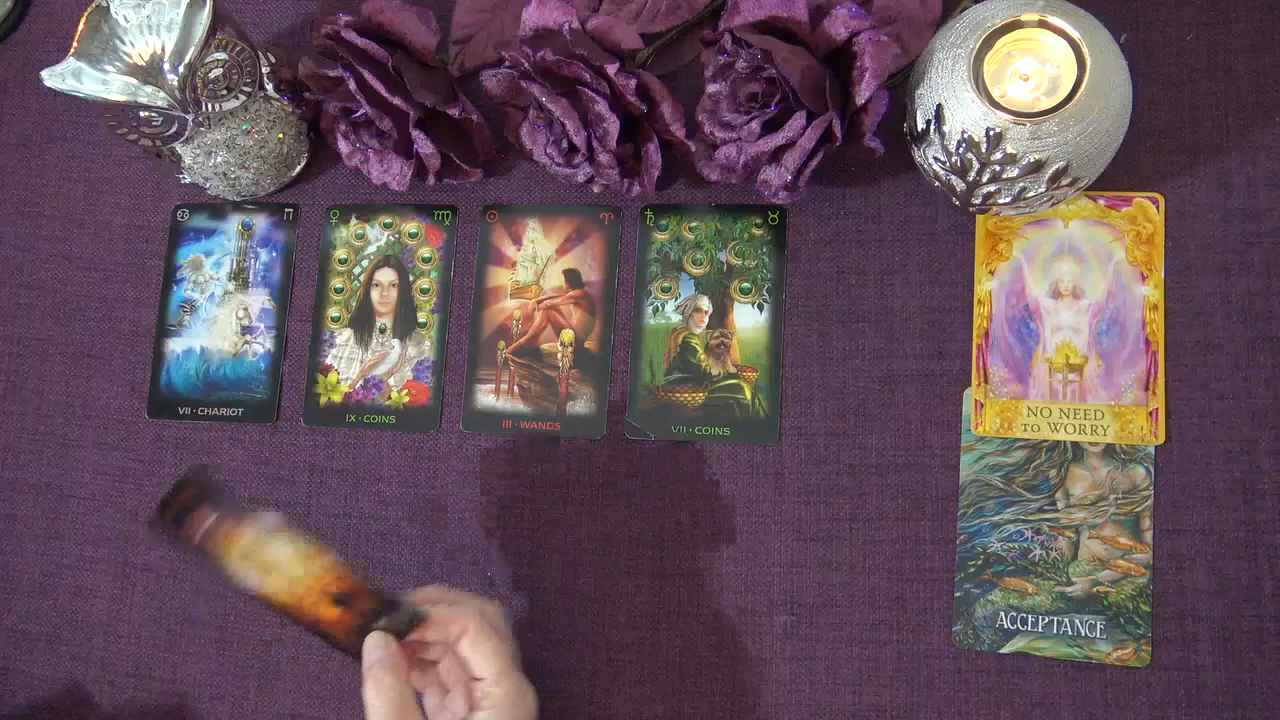 VII • CHARIOT
IX • COINS
III • WANDS
VII • COINS
NO NEED
TO WORRY
ACCEPTANCE